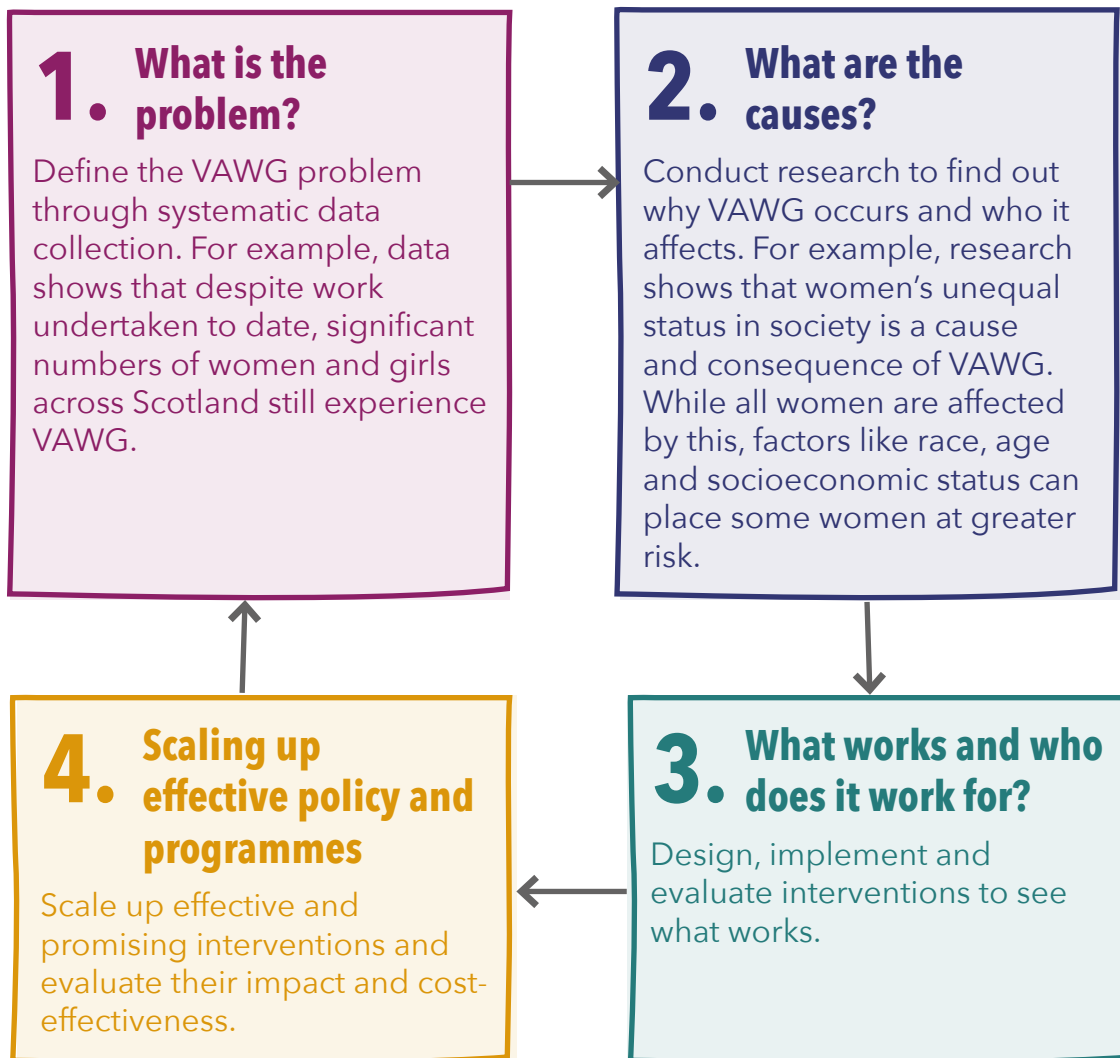 1. What is the
problem?
Define the VAWG problem
through systematic data
collection. For example, data
shows that despite work
undertaken to date, significant
numbers of women and girls
across Scotland still experience
VAWG.
2. What are the
causes?
Conduct research to find out
why VAWG occurs and who it
affects. For example, research
shows that women’s unequal
status in society is a cause
and consequence of VAWG.
While all women are affected
by this, factors like race, age
and socioeconomic status can
place some women at greater
risk.
3. What works and who
does it work for?
Design, implement and
evaluate interventions to see
what works.
4. Scaling up
effective policy and
programmes
Scale up effective and
promising interventions and
evaluate their impact and cost-
effectiveness.